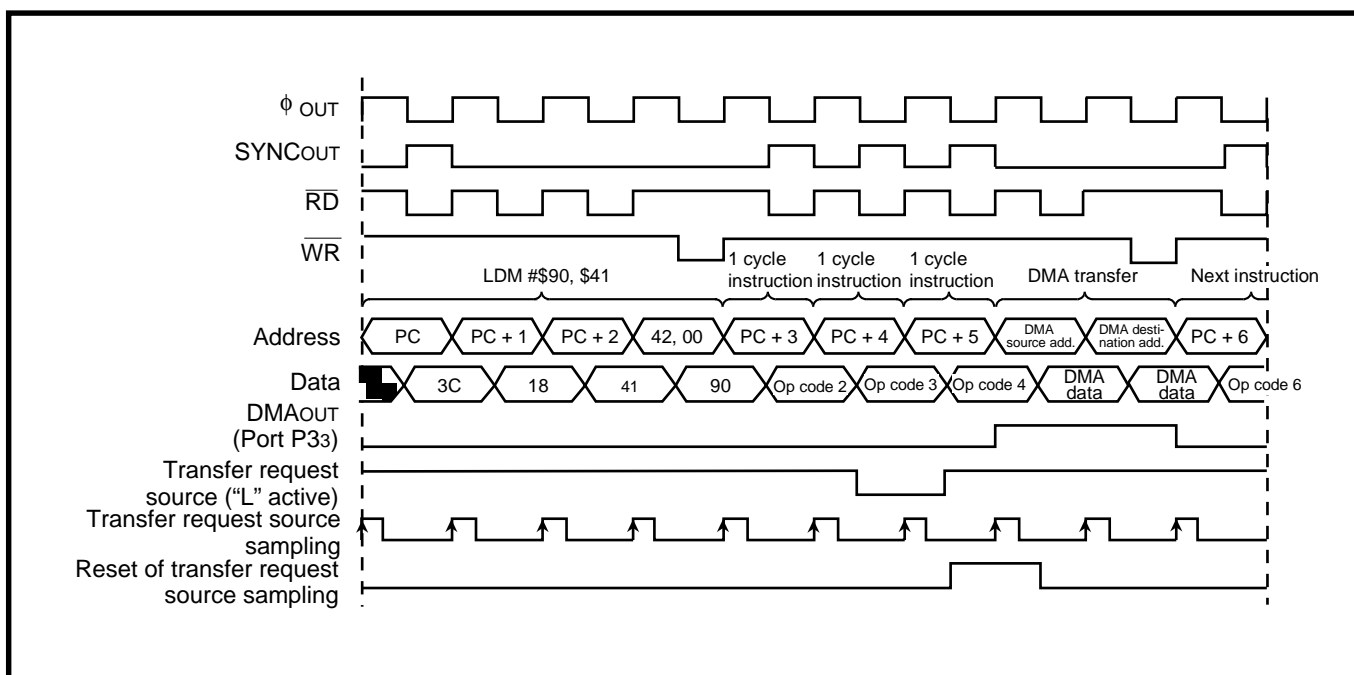 φ OUT
SYNCOUT
RD
WR
1 cycle instruction
1 cycle instruction
1 cycle instruction
LDM #$90, $41
DMA transfer
Next instruction
Address
PC
PC + 1
PC + 2
42, 00
PC + 3
PC + 4
PC + 5
DMA source add.
DMA desti-nation add.
PC + 6
Data
3C
18
41
90
Op code 2
Op code 3
Op code 4
DMA data
DMA data
Op code 6
DMAOUT
(Port P33)
Transfer request
source (“L” active)
Transfer request source
sampling
Reset of transfer request
source sampling